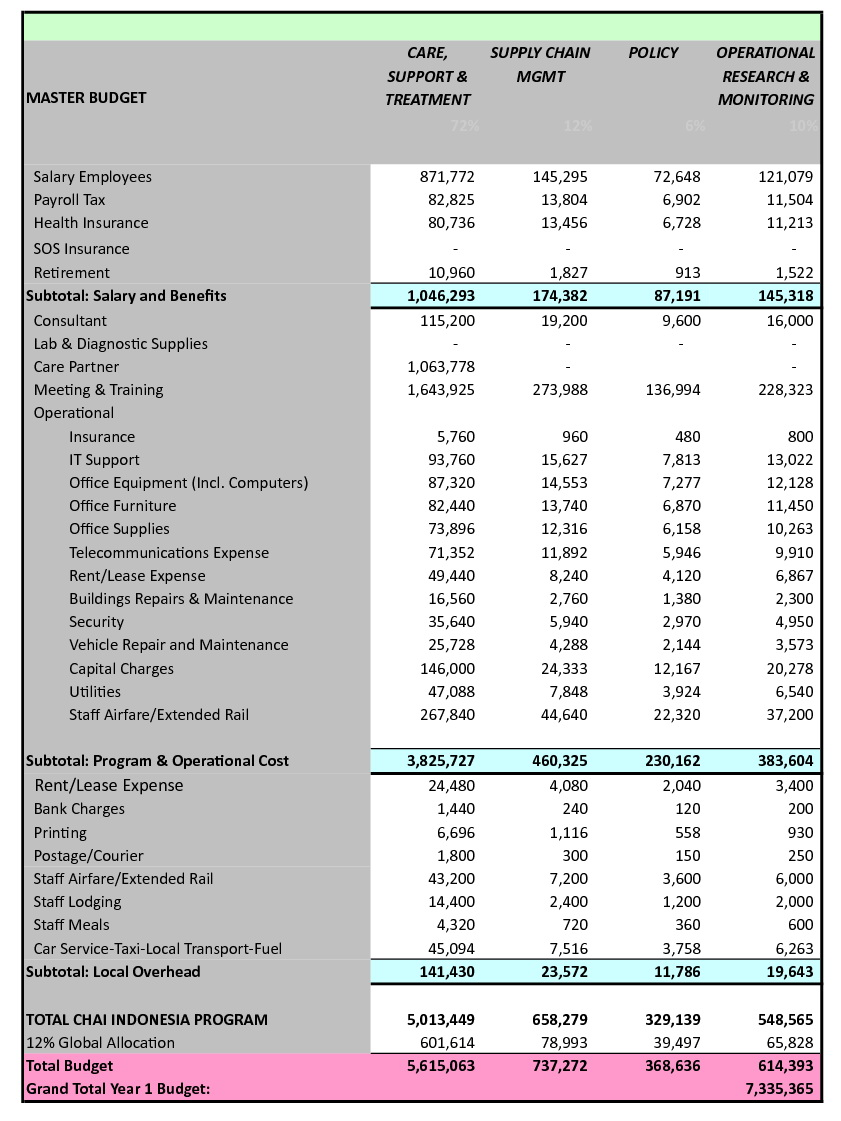 CARE, SUPPLY CHAIN POLICY OPERATIONAL
SUPPORT & MGMT RESEARCH &
MASTER BUDGET TREATMENT MONITORING
72% 12% 6% 10%
Salary Employees 871,772 145,295 72,648 121,079
Payroll Tax 82,825 13,804 6,902 11,504
Health Insurance 80,736 13,456 6,728 11,213
SOS Insurance - - - -
Retirement 10,960 1,827 913 1,522
Subtotal: Salary and Benefits 1,046,293 174,382 87,191 145,318
Consultant 115,200 19,200 9,600 16,000
Lab & Diagnostic Supplies - - - -
Care Partner 1,063,778 - - -
Meeting & Training 1,643,925 273,988 136,994 228,323
Operational
Insurance 5,760 960 480 800
IT Support 93,760 15,627 7,813 13,022
Office Equipment (Incl. Computers) 87,320 14,553 7,277 12,128
Office Furniture 82,440 13,740 6,870 11,450
Office Supplies 73,896 12,316 6,158 10,263
Telecommunications Expense 71,352 11,892 5,946 9,910
Rent/Lease Expense 49,440 8,240 4,120 6,867
Buildings Repairs & Maintenance 16,560 2,760 1,380 2,300
Security 35,640 5,940 2,970 4,950
Vehicle Repair and Maintenance 25,728 4,288 2,144 3,573
Capital Charges 146,000 24,333 12,167 20,278
Utilities 47,088 7,848 3,924 6,540
Staff Airfare/Extended Rail 267,840 44,640 22,320 37,200
Subtotal: Program & Operational Cost 3,825,727 460,325 230,162 383,604
Rent/Lease Expense 24,480 4,080 2,040 3,400
Bank Charges 1,440 240 120 200
Printing 6,696 1,116 558 930
Postage/Courier 1,800 300 150 250
Staff Airfare/Extended Rail 43,200 7,200 3,600 6,000
Staff Lodging 14,400 2,400 1,200 2,000
Staff Meals 4,320 720 360 600
Car Service-Taxi-Local Transport-Fuel 45,094 7,516 3,758 6,263
Subtotal: Local Overhead 141,430 23,572 11,786 19,643
TOTAL CHAI INDONESIA PROGRAM 5,013,449 658,279 329,139 548,565
12% Global Allocation 601,614 78,993 39,497 65,828
Total Budget 5,615,063 737,272 368,636 614,393
Grand Total Year 1 Budget: 7,335,365